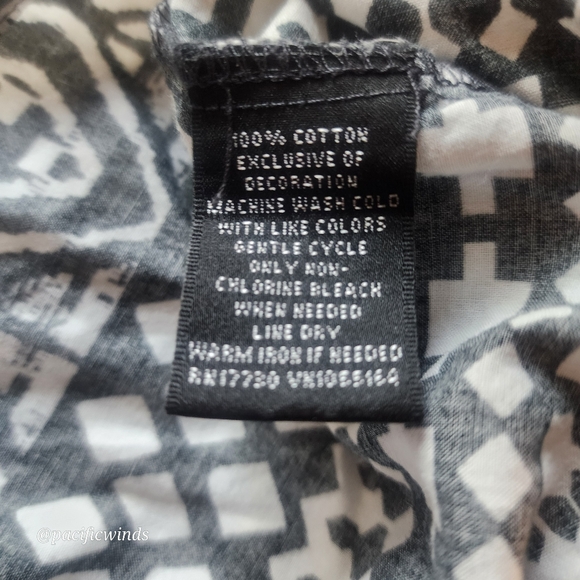 100% COTTON
EXCLUSIVE OF
DECORATION
MACHINE WASH COLD
WITH LIKE COLORS
GENTLE CYCLE
ONLY NON-
CHLORINE BLEACH
WHEN NEEDED
LINE DRY
WARM IRON IF NEEDED
RN17730
@pacificwinds